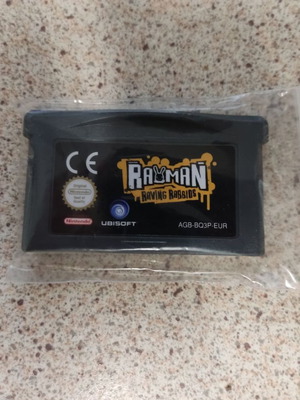 CE
RAYMAN
RAVING RABBIDS
Nintendo
UBISOFT
AGB-BQ3P-EUR